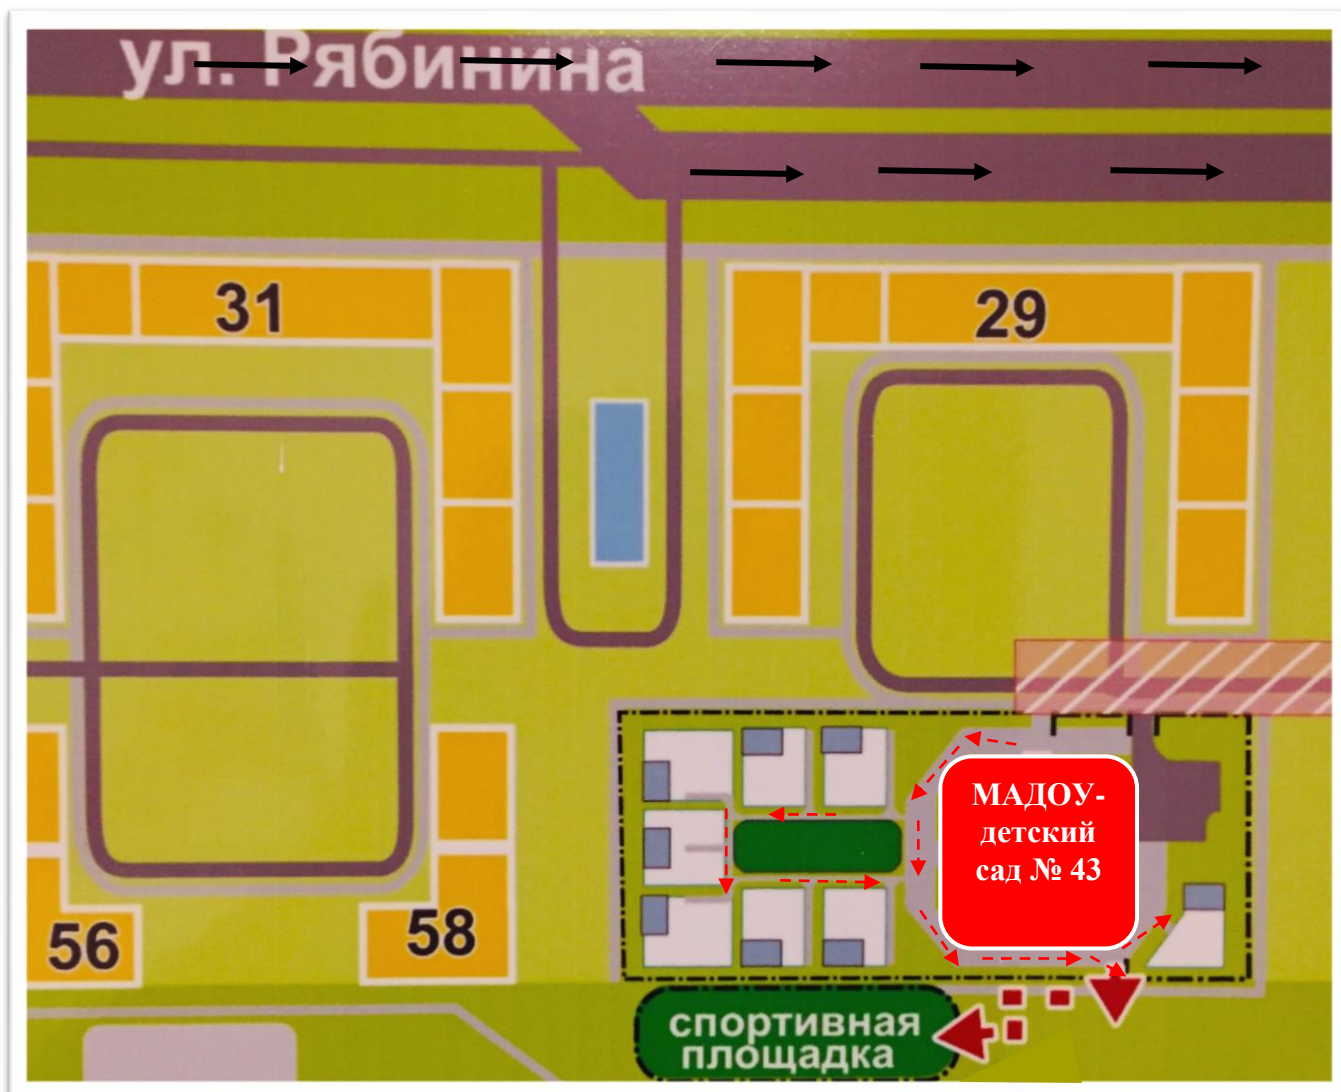 ул. Рябинина
31
29
МАДОУ-
детский
сад № 43
56
58
спортивная
площадка